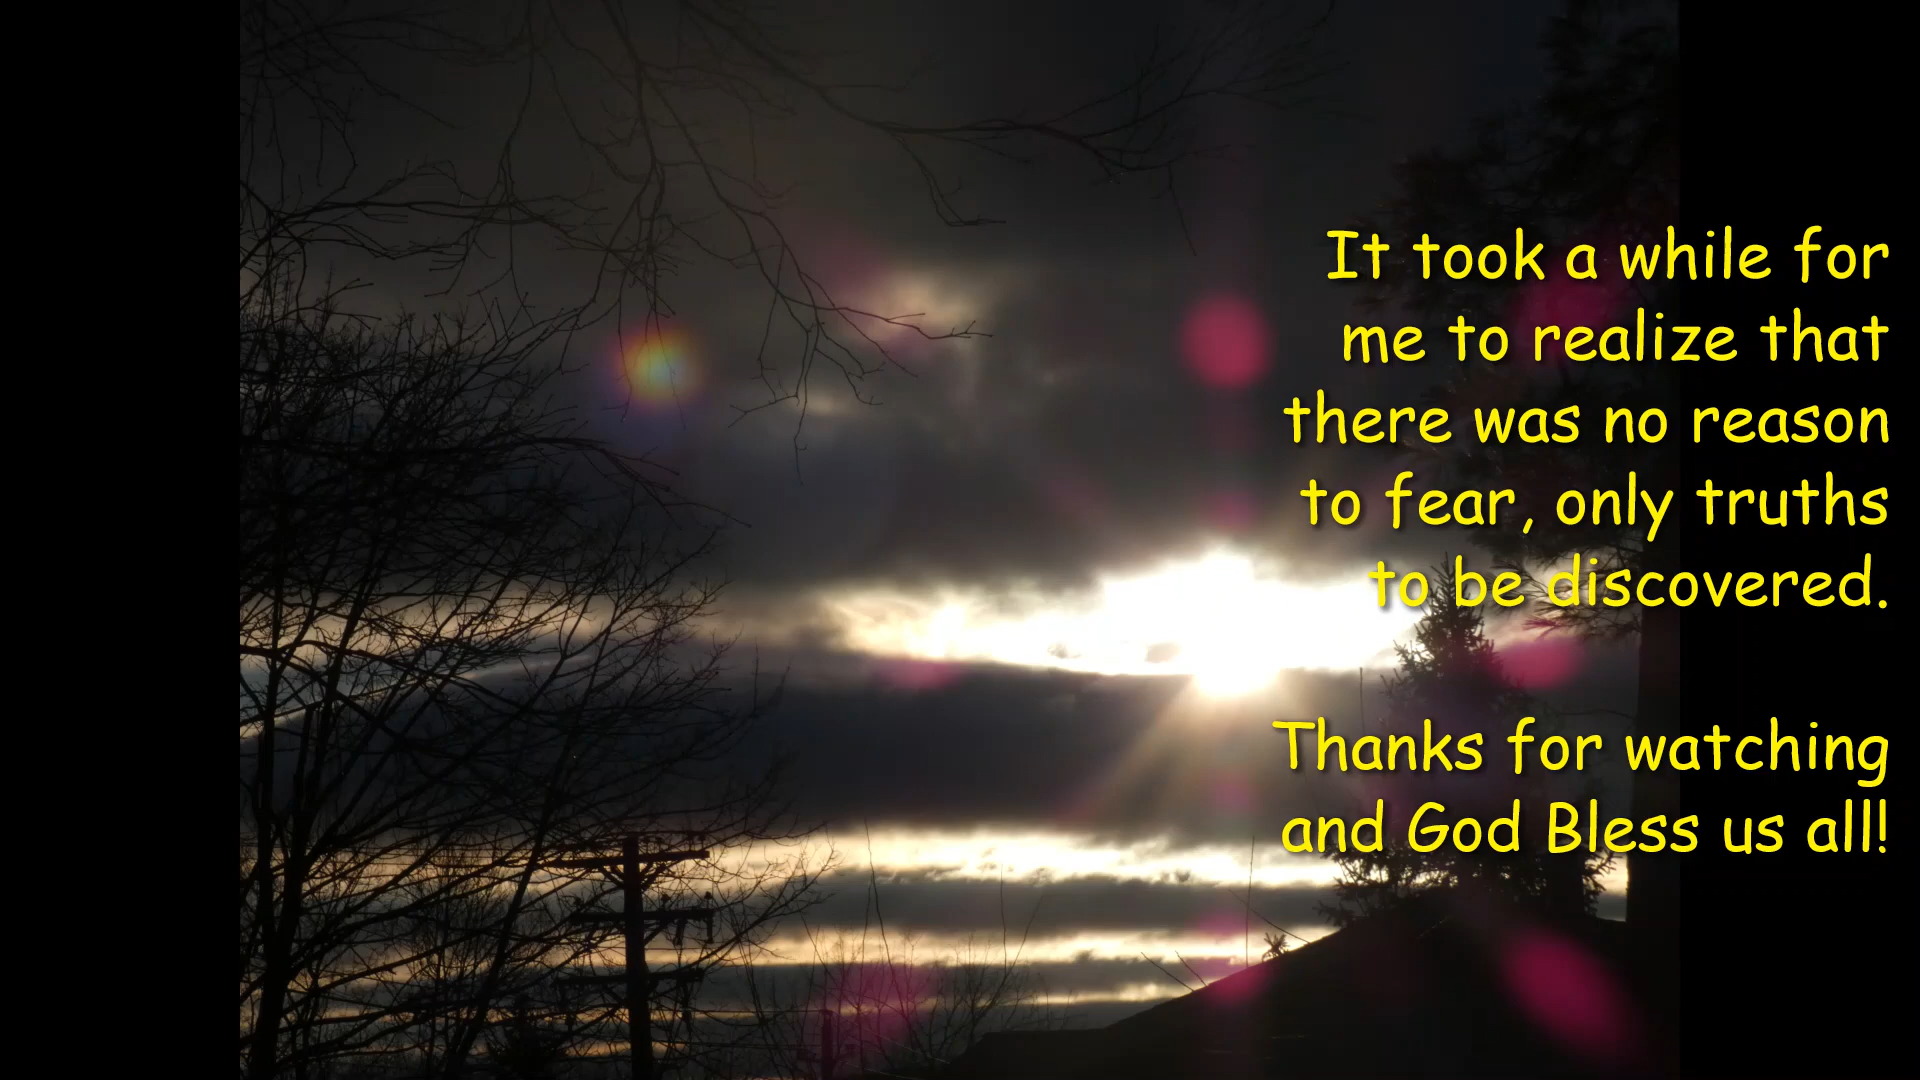 It took a while for
me to realize that
there was no reason
to fear, only truths
to be discovered.
Thanks for watching
and God Bless us all!